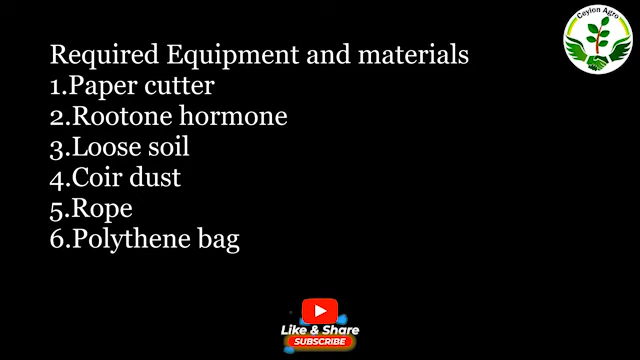 Ceylon Agro
Required Equipment and materials
1.Paper cutter
2.Rootone hormone
3.Loose soil
4.Coir dust
5.Rope
6.Polythene bag
Like & Share
SUBSCRIBE